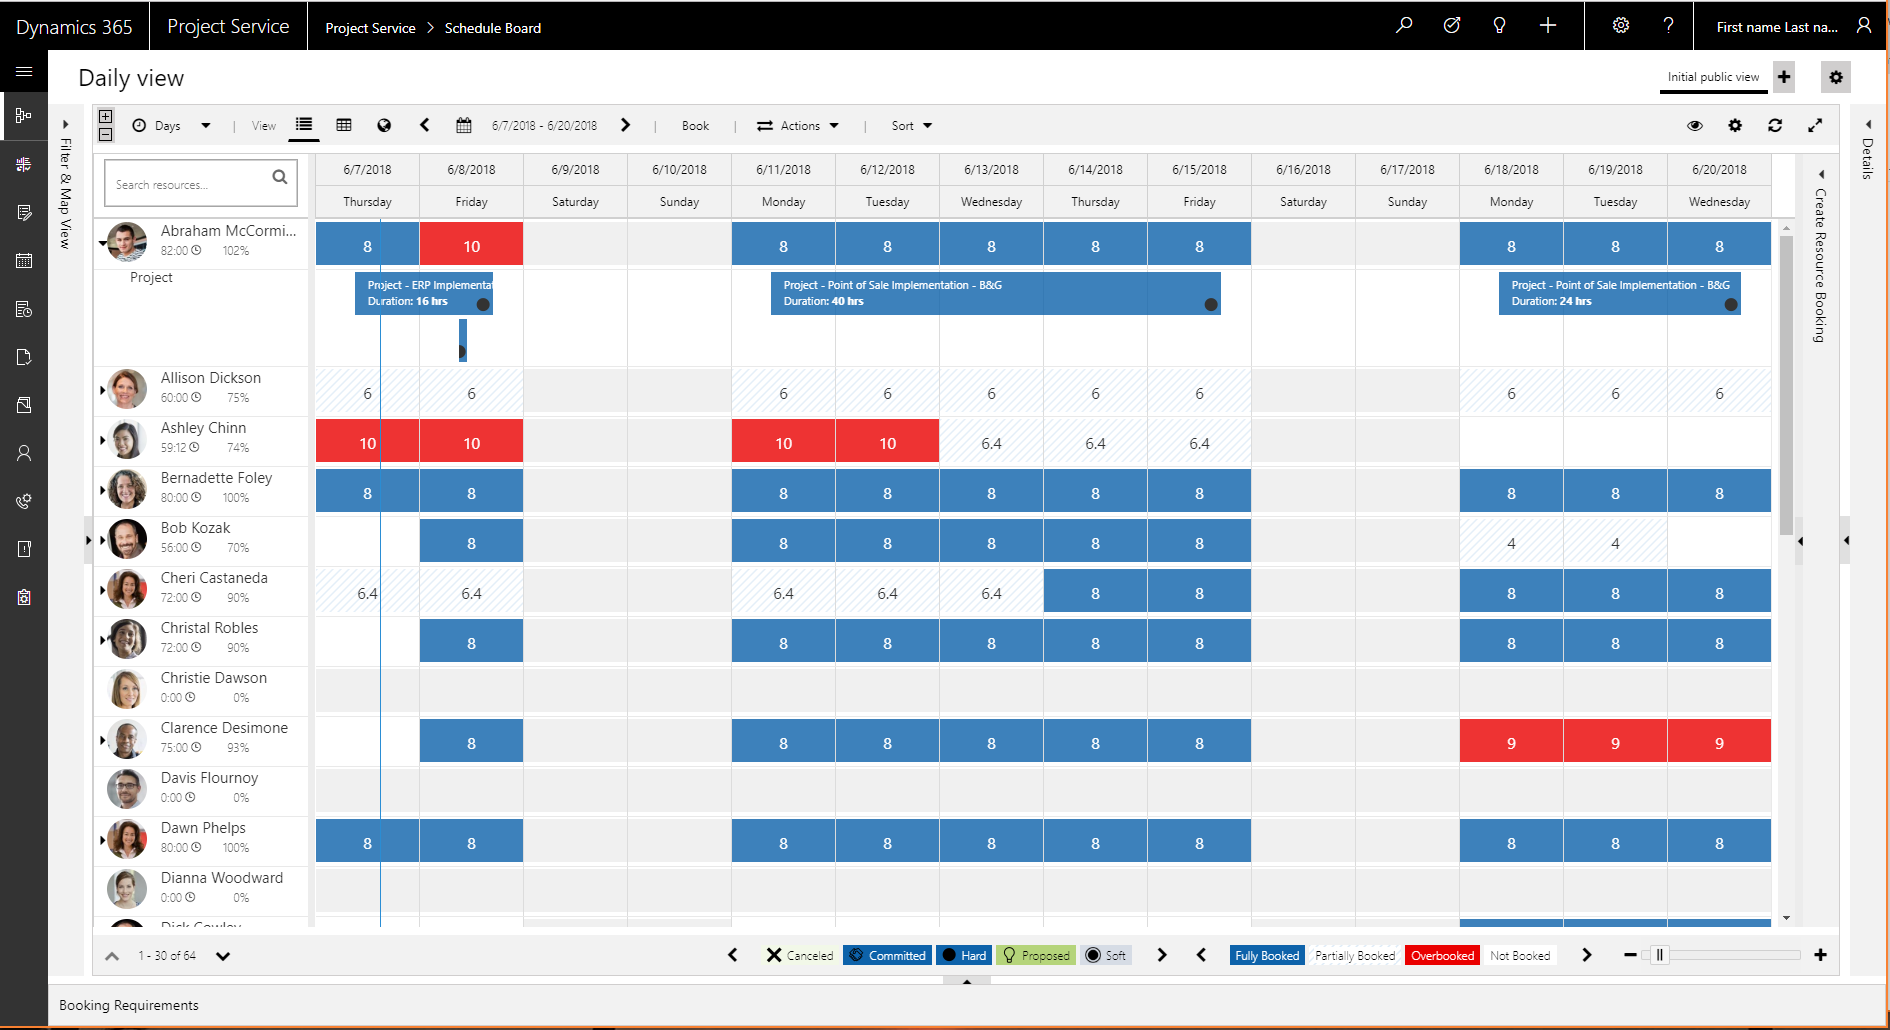 Dynamics 365 Project Service Project Service > Schedule Board First name Last na...
Daily view Initial public view
Days View 6/7/2018 - 6/20/2018 Book Actions Sort
Filter & Map View
Details
Create Resource Booking
Search resources...
6/7/2018 6/8/2018 6/9/2018 6/10/2018 6/11/2018 6/12/2018 6/13/2018 6/14/2018 6/15/2018 6/16/2018 6/17/2018 6/18/2018 6/19/2018 6/20/2018
Thursday Friday Saturday Sunday Monday Tuesday Wednesday Thursday Friday Saturday Sunday Monday Tuesday Wednesday
Abraham McCormi...
82:00 102%
8 10 8 8 8 8 8 8 8 8
Project
Project - ERP Implementat
Duration: 16 hrs
Project - Point of Sale Implementation - B&G
Duration: 40 hrs
Project - Point of Sale Implementation - B&G
Duration: 24 hrs
Allison Dickson
60:00 75%
6 6 6 6 6 6 6 6 6 6
Ashley Chinn
59:12 74%
10 10 10 10 6.4 6.4 6.4
Bernadette Foley
80:00 100%
8 8 8 8 8 8 8 8 8 8
Bob Kozak
56:00 70%
8 8 8 8 8 8 4 4
Cheri Castaneda
72:00 90%
6.4 6.4 6.4 6.4 6.4 8 8 8 8 8
Christal Robles
72:00 90%
8 8 8 8 8 8 8 8 8
Christie Dawson
0:00 0%
Clarence Desimone
75:00 93%
8 8 8 8 8 8 9 9 9
Davis Flournoy
0:00 0%
Dawn Phelps
80:00 100%
8 8 8 8 8 8 8 8 8 8
Dianna Woodward
0:00 0%
1 - 30 of 64 Canceled Committed Hard Proposed Soft Fully Booked Partially Booked Overbooked Not Booked
Booking Requirements